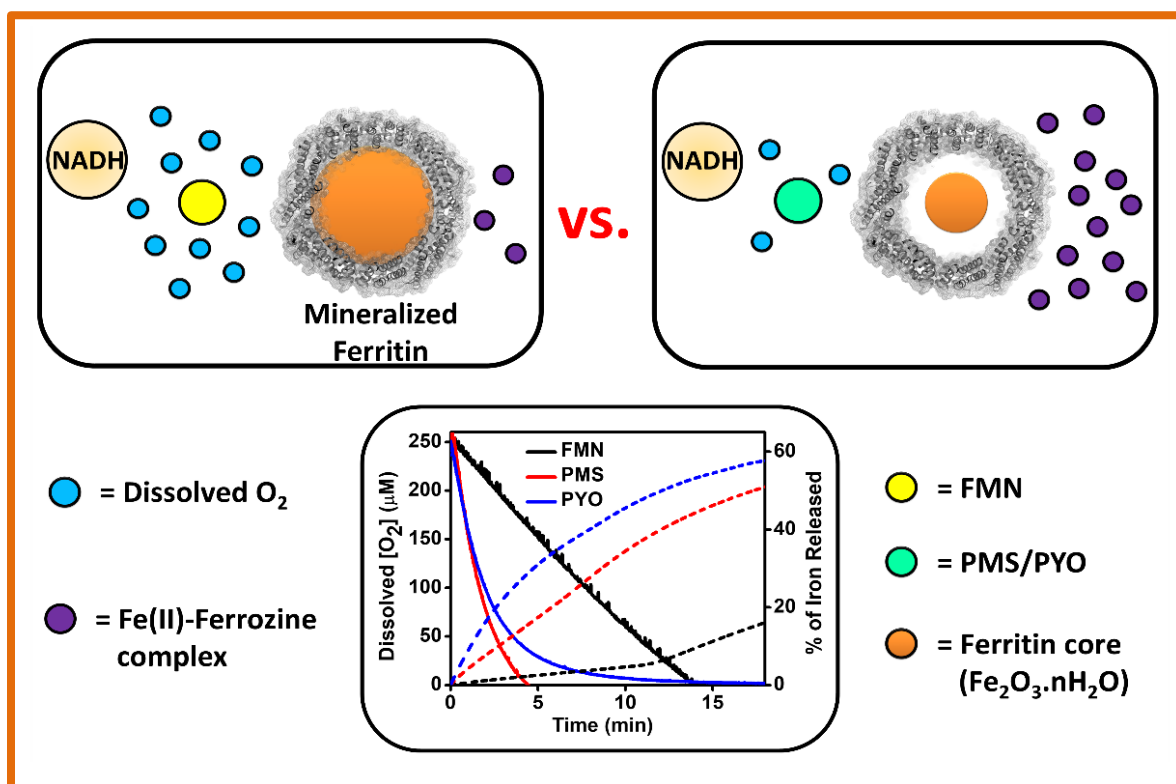 NADH
Mineralized
Ferritin
vs.
NADH
= Dissolved O₂
= Fe(II)-Ferrozine
complex
Dissolved [O₂] (μM)
250
200
150
100
50
0
FMN
PMS
PYO
60
40
20
0
% of Iron Released
0 5 10 15
Time (min)
= FMN
= PMS/PYO
= Ferritin core
(Fe₂O₃.nH₂O)